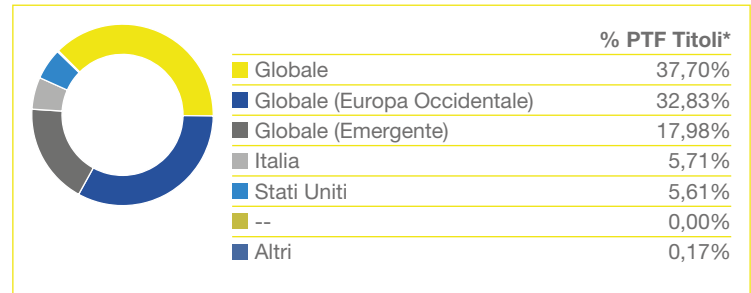 % PTF Titoli*
Globale 37,70%
Globale (Europa Occidentale) 32,83%
Globale (Emergente) 17,98%
Italia 5,71%
Stati Uniti 5,61%
-- 0,00%
Altri 0,17%